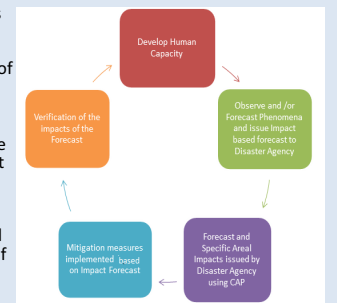 of
Develop Human
Capacity
Observe and /or
Forecast Phenomena
and issue Impact
based forecast to
Disaster Agency
Forecast and
Specific Areal
Impacts issued by
Disaster Agency
using CAP
Mitigation measures
implemented based
on Impact Forecast
Verification of the
impacts of the
Forecast